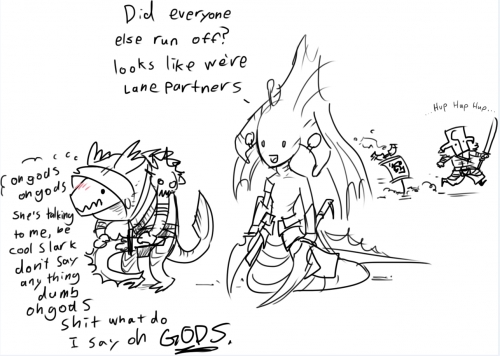 Did everyone
else run off?
looks like we're
Lane partners
...Hup Hup Hup...
oh gods
oh gods
she's talking
to me, be
cool slark
don't say
anything
dumb
oh gods
shit what do
I say oh GODS.